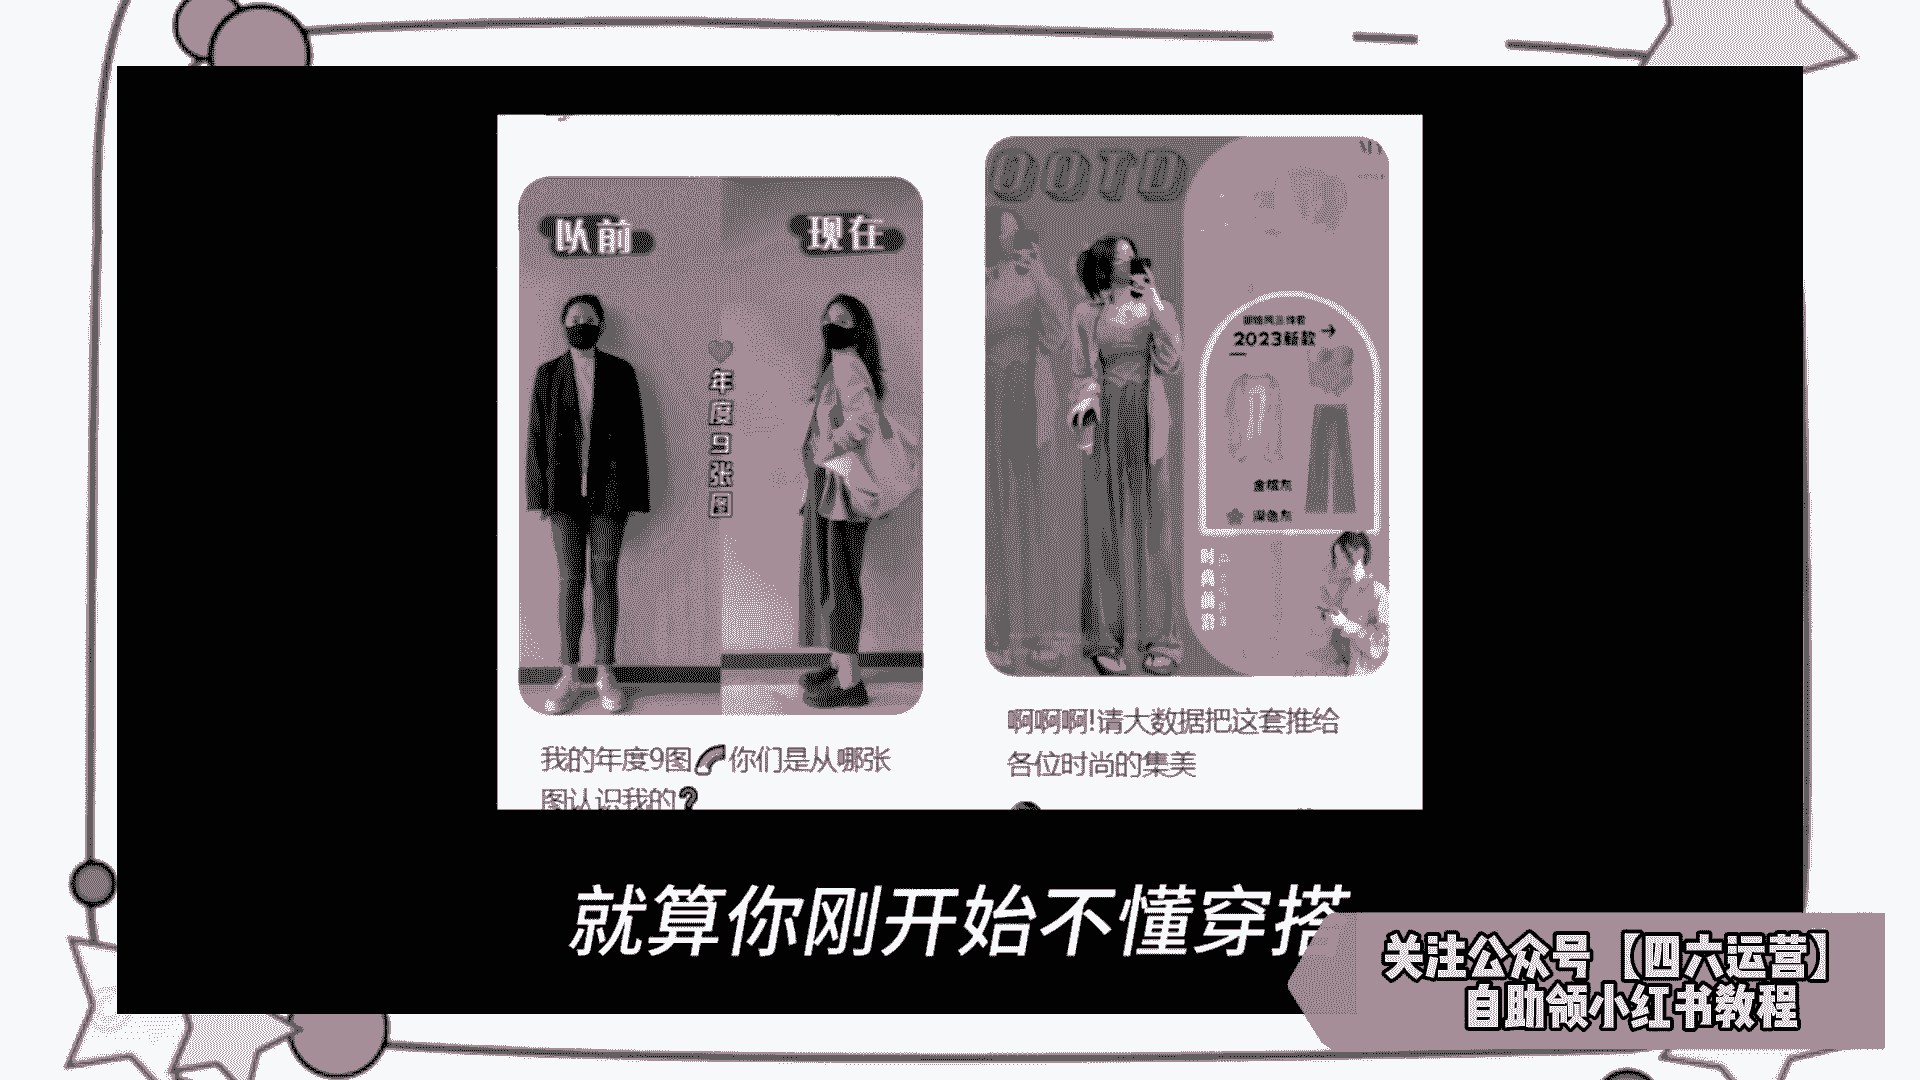 以前
现在
年度9张图
我的年度9图🌈你们是从哪张
图认识我的?
OOTD
2023新款
啊啊啊!请大数据把这套推给
各位时尚的集美
就算你刚开始不懂穿搭
关注公众号【四六运营】
自助领小红书教程